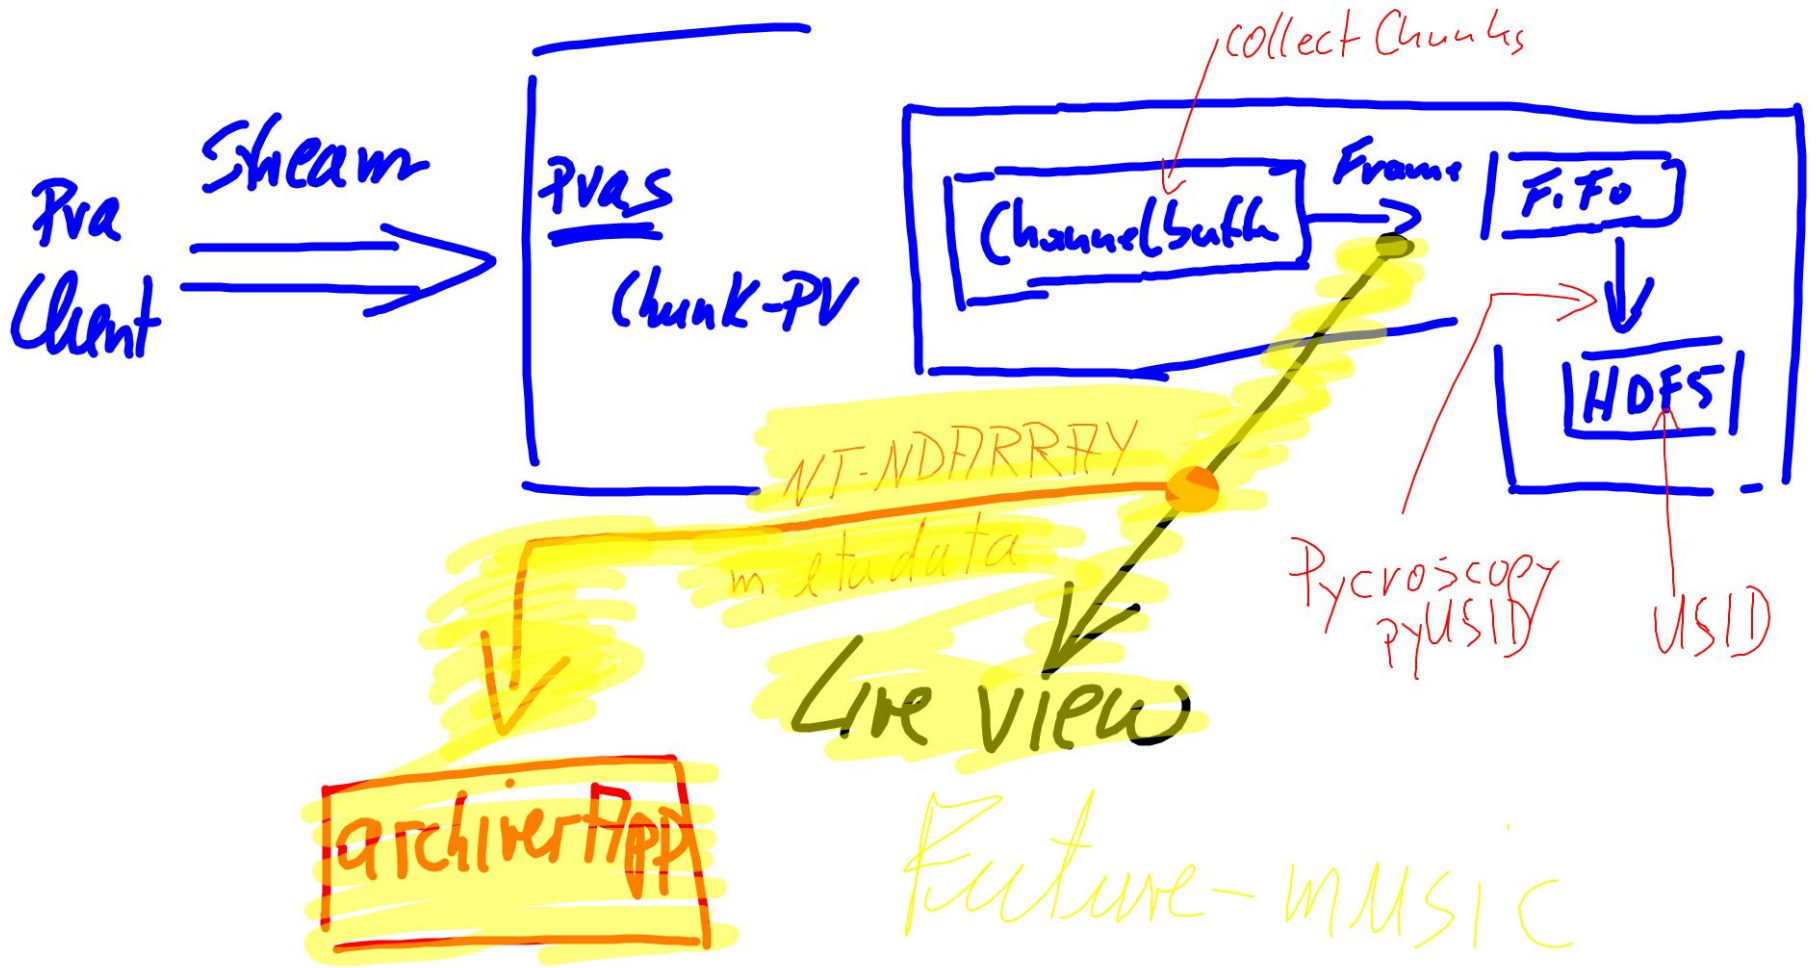 collect Chunks
Stream
Pva
Client
Pvas
Chunk-PV
Channelbuffer
Frame
FiFo
HDF5
NT-NDARRAY
metadata
Pycroscopy
pyUSID
USID
Live view
archiverApp
Future-music